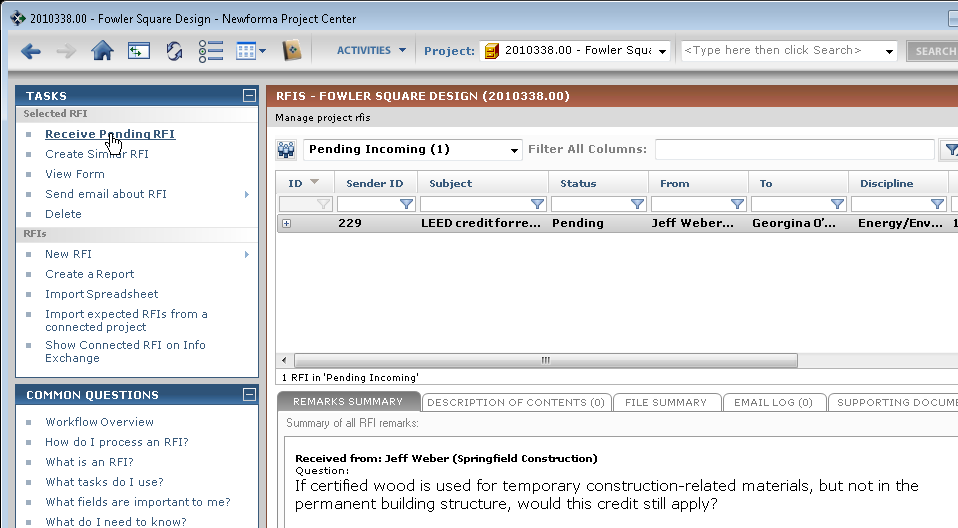 2010338.00 - Fowler Square Design - Newforma Project Center
ACTIVITIES Project: 2010338.00 - Fowler Squa <Type here then click Search> SEARCH
TASKS
Selected RFI
Receive Pending RFI
Create Similar RFI
View Form
Send email about RFI
Delete
RFIs
New RFI
Create a Report
Import Spreadsheet
Import expected RFIs from a
connected project
Show Connected RFI on Info
Exchange
COMMON QUESTIONS
Workflow Overview
How do I process an RFI?
What is an RFI?
What tasks do I use?
What fields are important to me?
What do I need to know?
RFIS - FOWLER SQUARE DESIGN (2010338.00)
Manage project rfis
Pending Incoming (1) Filter All Columns:
ID Sender ID Subject Status From To Discipline
229 LEED credit for re... Pending Jeff Weber... Georgina O'... Energy/Env... 1
1 RFI in 'Pending Incoming'
REMARKS SUMMARY DESCRIPTION OF CONTENTS (0) FILE SUMMARY EMAIL LOG (0) SUPPORTING DOCUME
Summary of all RFI remarks:
Received from: Jeff Weber (Springfield Construction)
Question:
If certified wood is used for temporary construction-related materials, but not in the
permanent building structure, would this credit still apply?